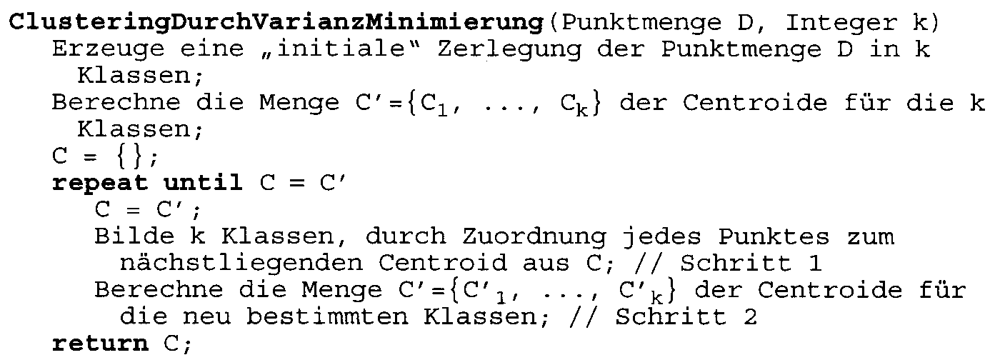 ClusteringDurchVarianzMinimierung(Punktmenge D, Integer k)
Erzeuge eine „initiale“ Zerlegung der Punktmenge D in k
Klassen;
Berechne die Menge C'={C₁, ..., Cₖ} der Centroide für die k
Klassen;
C = {};
repeat until C = C'
C = C';
Bilde k Klassen, durch Zuordnung jedes Punktes zum
nächstliegenden Centroid aus C; // Schritt 1
Berechne die Menge C'={C'₁, ..., C'ₖ} der Centroide für
die neu bestimmten Klassen; // Schritt 2
return C;